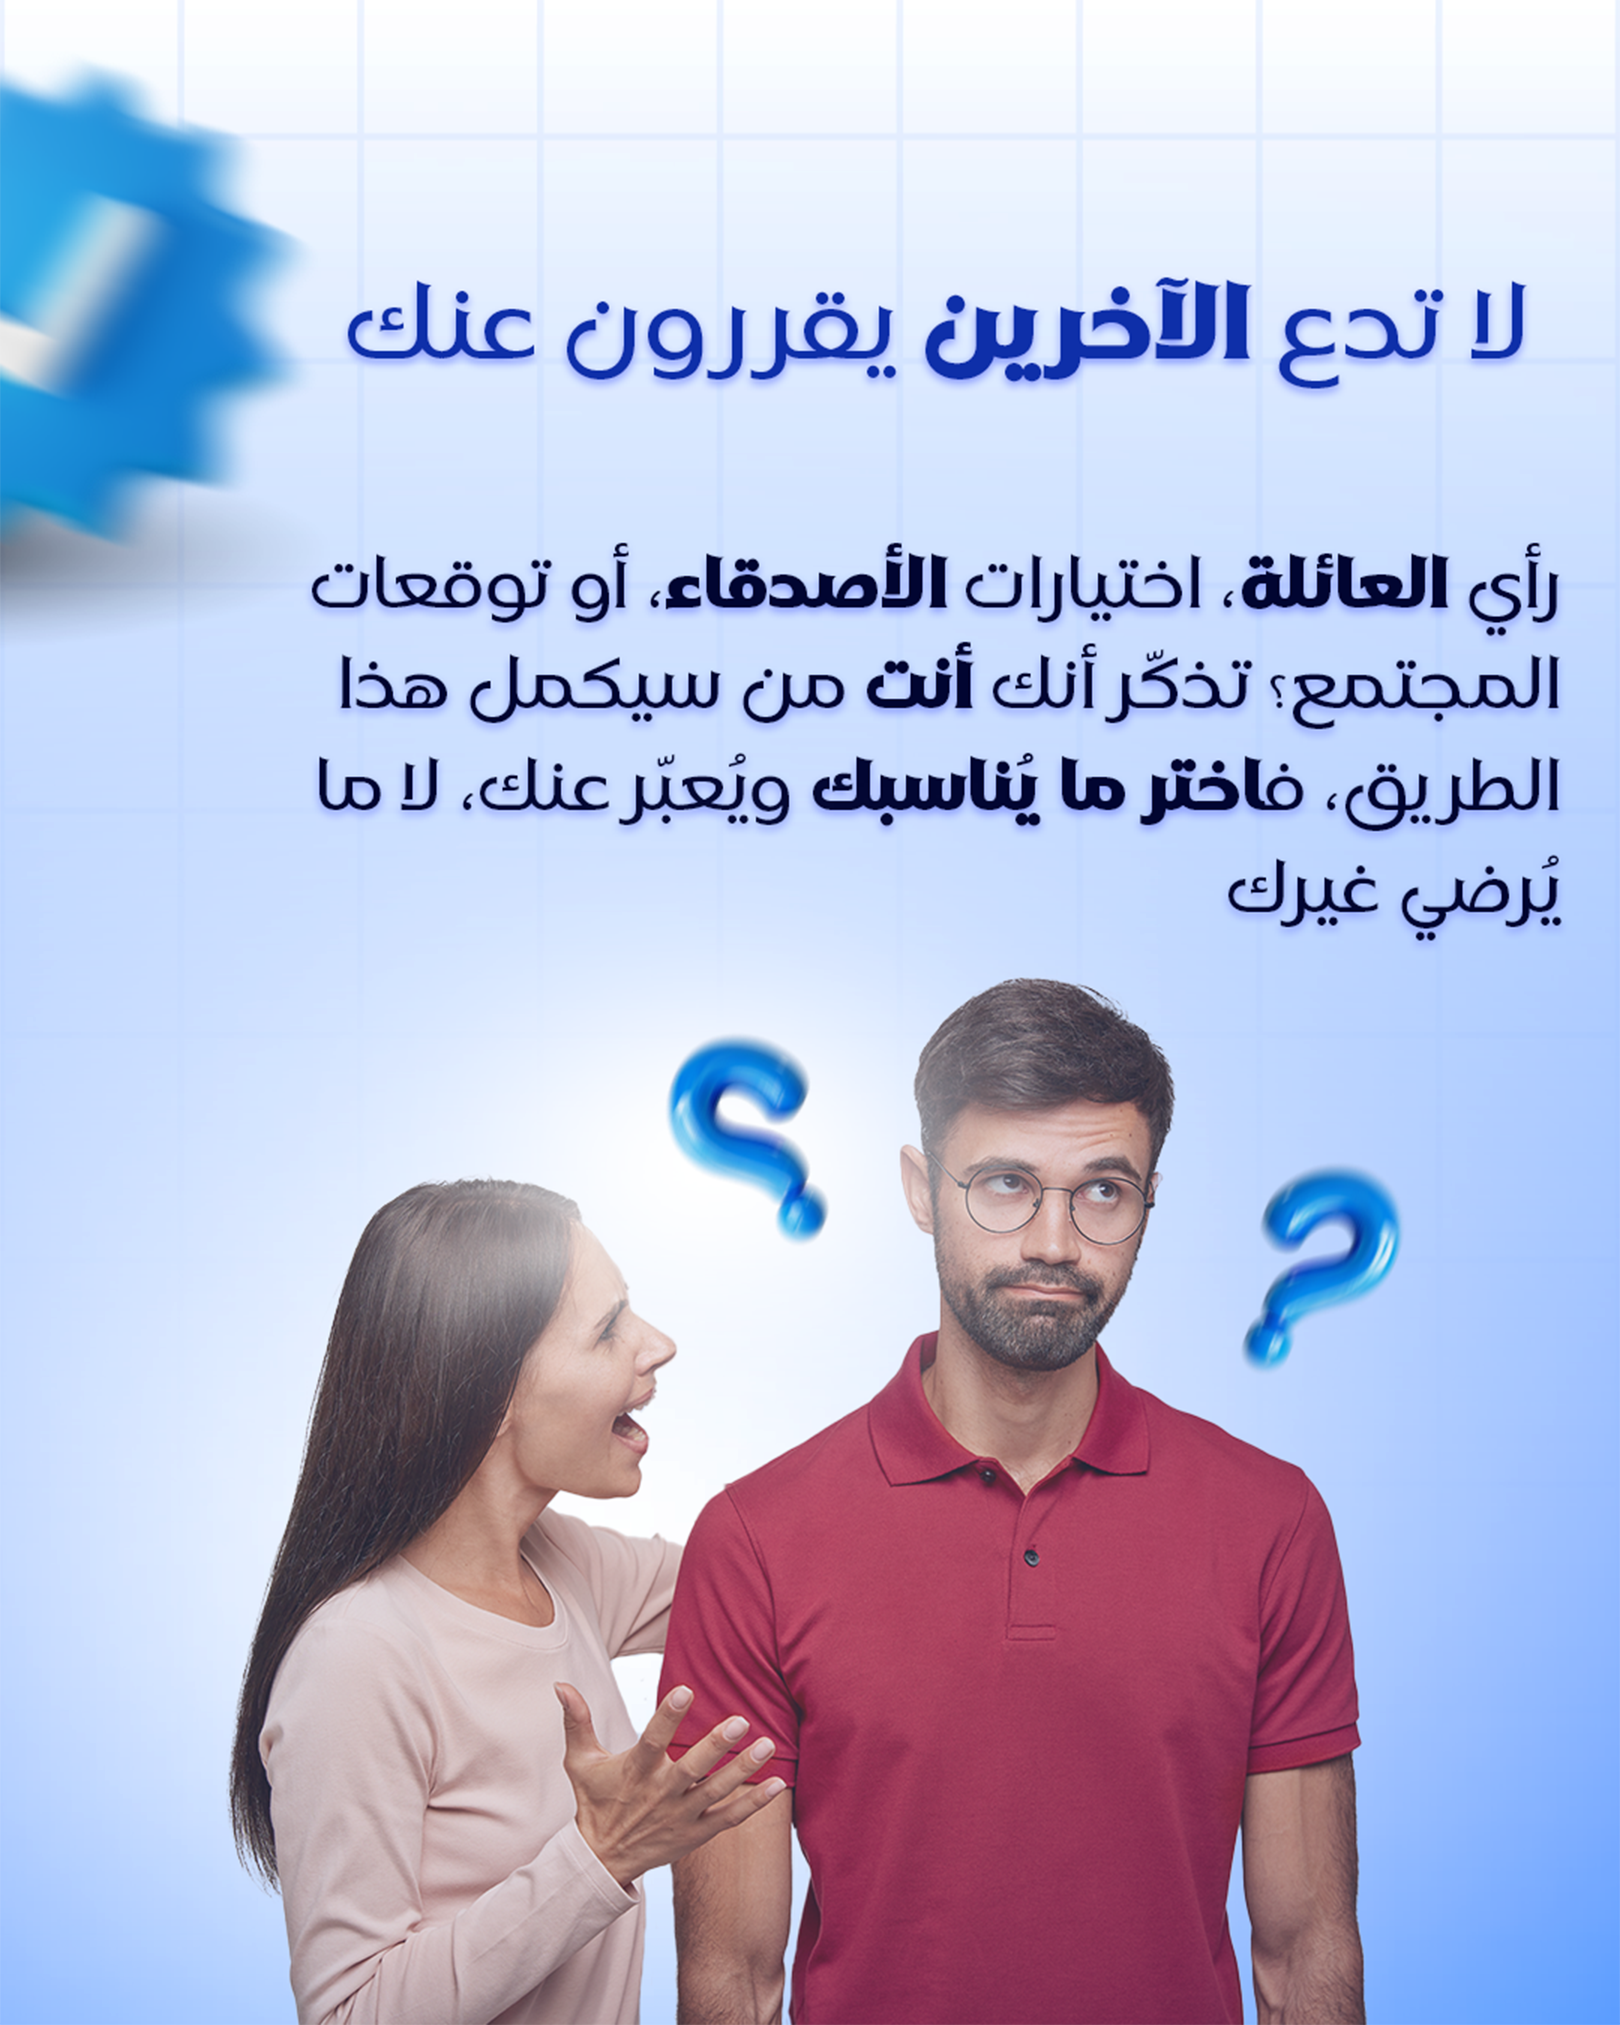 لا تدع الآخرين يقررون عنك
رأي العائلة، اختيارات الأصدقاء، أو توقعات
المجتمع؟ تذكّر أنك أنت من سيكمل هذا
الطريق، فاختر ما يُناسبك ويُعبّر عنك، لا ما
يُرضي غيرك